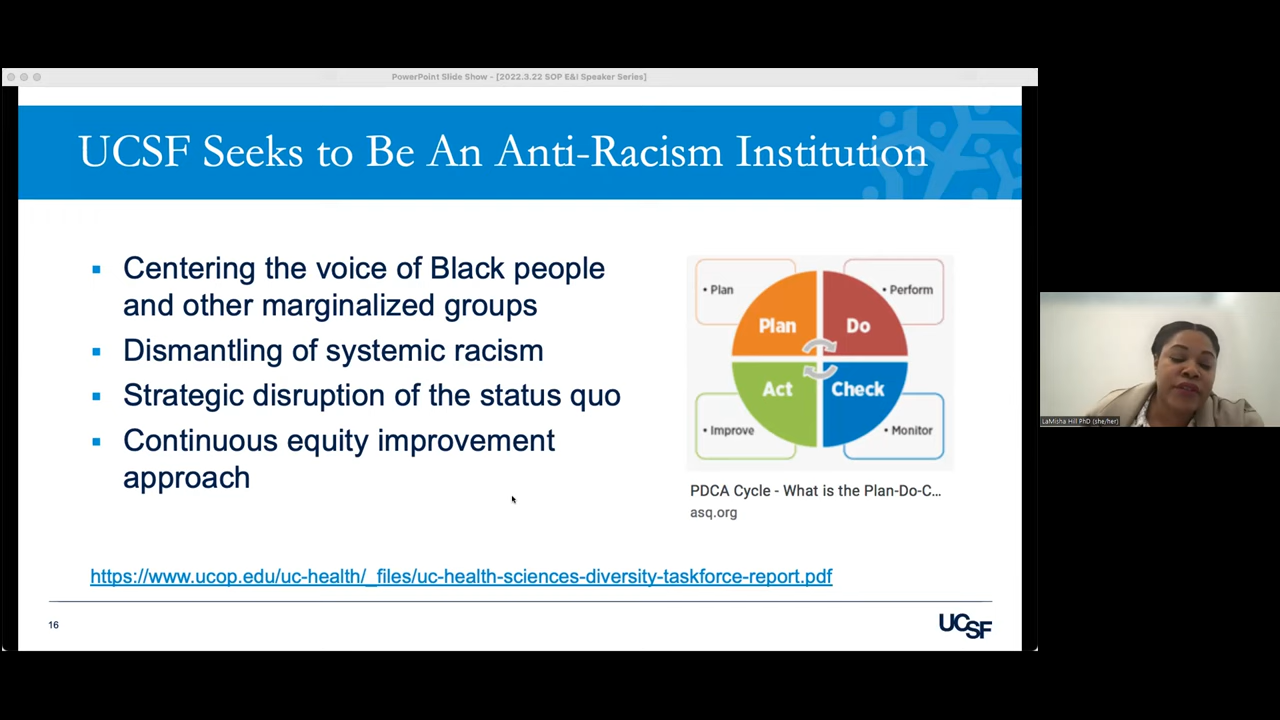 PowerPoint Slide Show - [2022.3.22 SOP E&I Speaker Series]
UCSF Seeks to Be An Anti-Racism Institution
▪ Centering the voice of Black people
and other marginalized groups
▪ Dismantling of systemic racism
▪ Strategic disruption of the status quo
▪ Continuous equity improvement
approach
• Plan
• Perform
Plan
Do
Act
Check
• Improve
• Monitor
PDCA Cycle - What is the Plan-Do-C...
asq.org
https://www.ucop.edu/uc-health/_files/uc-health-sciences-diversity-taskforce-report.pdf
16
UCSF
LaMisha Hill PhD (she/her)